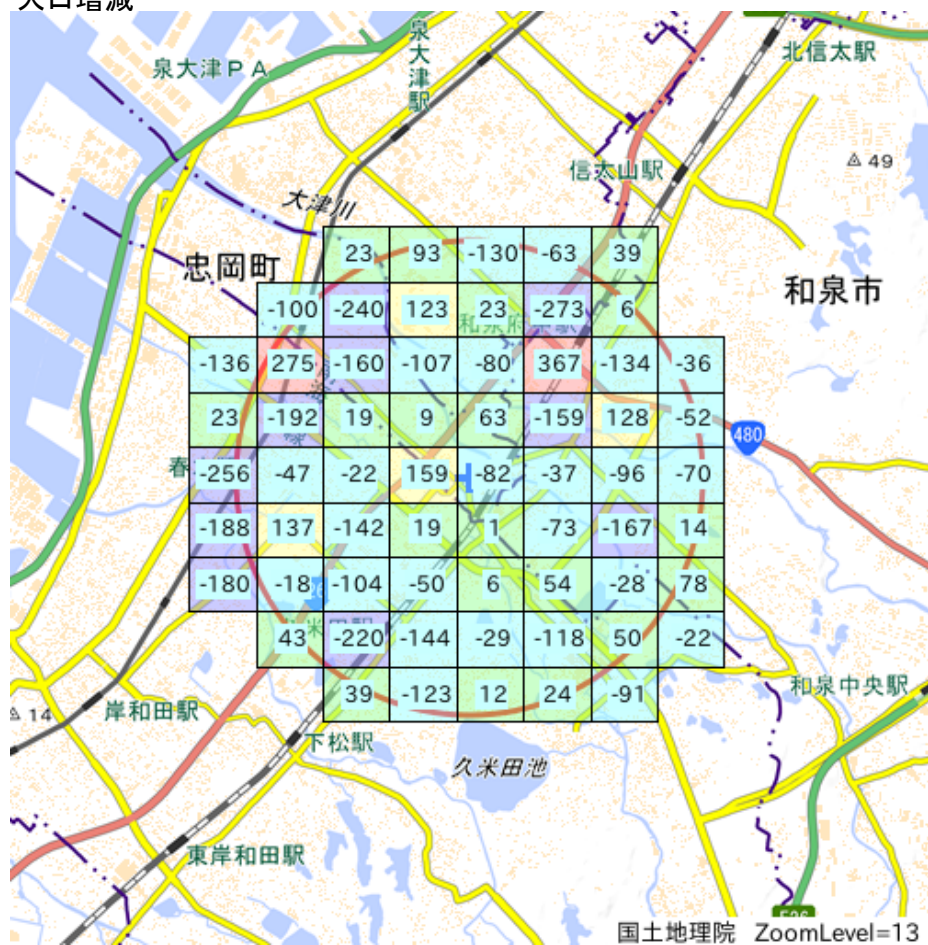 人口増減
泉大津PA
泉大津駅
北信太駅
49
信太山駅
大津川
忠岡町
和泉市
23 93 -130 -63 39
-100 -240 123 23 -273 6
-136 275 -160 -107 -80 367 -134 -36
23 -192 19 9 63 -159 128 -52
480
春
-256 -47 -22 159 -82 -37 -96 -70
-188 137 -142 19 1 -73 -167 14
-180 -18 -104 -50 6 54 -28 78
43 -220 -144 -29 -118 50 -22
39 -123 12 24 -91
和泉中央駅
14
岸和田駅
下松駅
久米田池
東岸和田駅
国土地理院 ZoomLevel=13